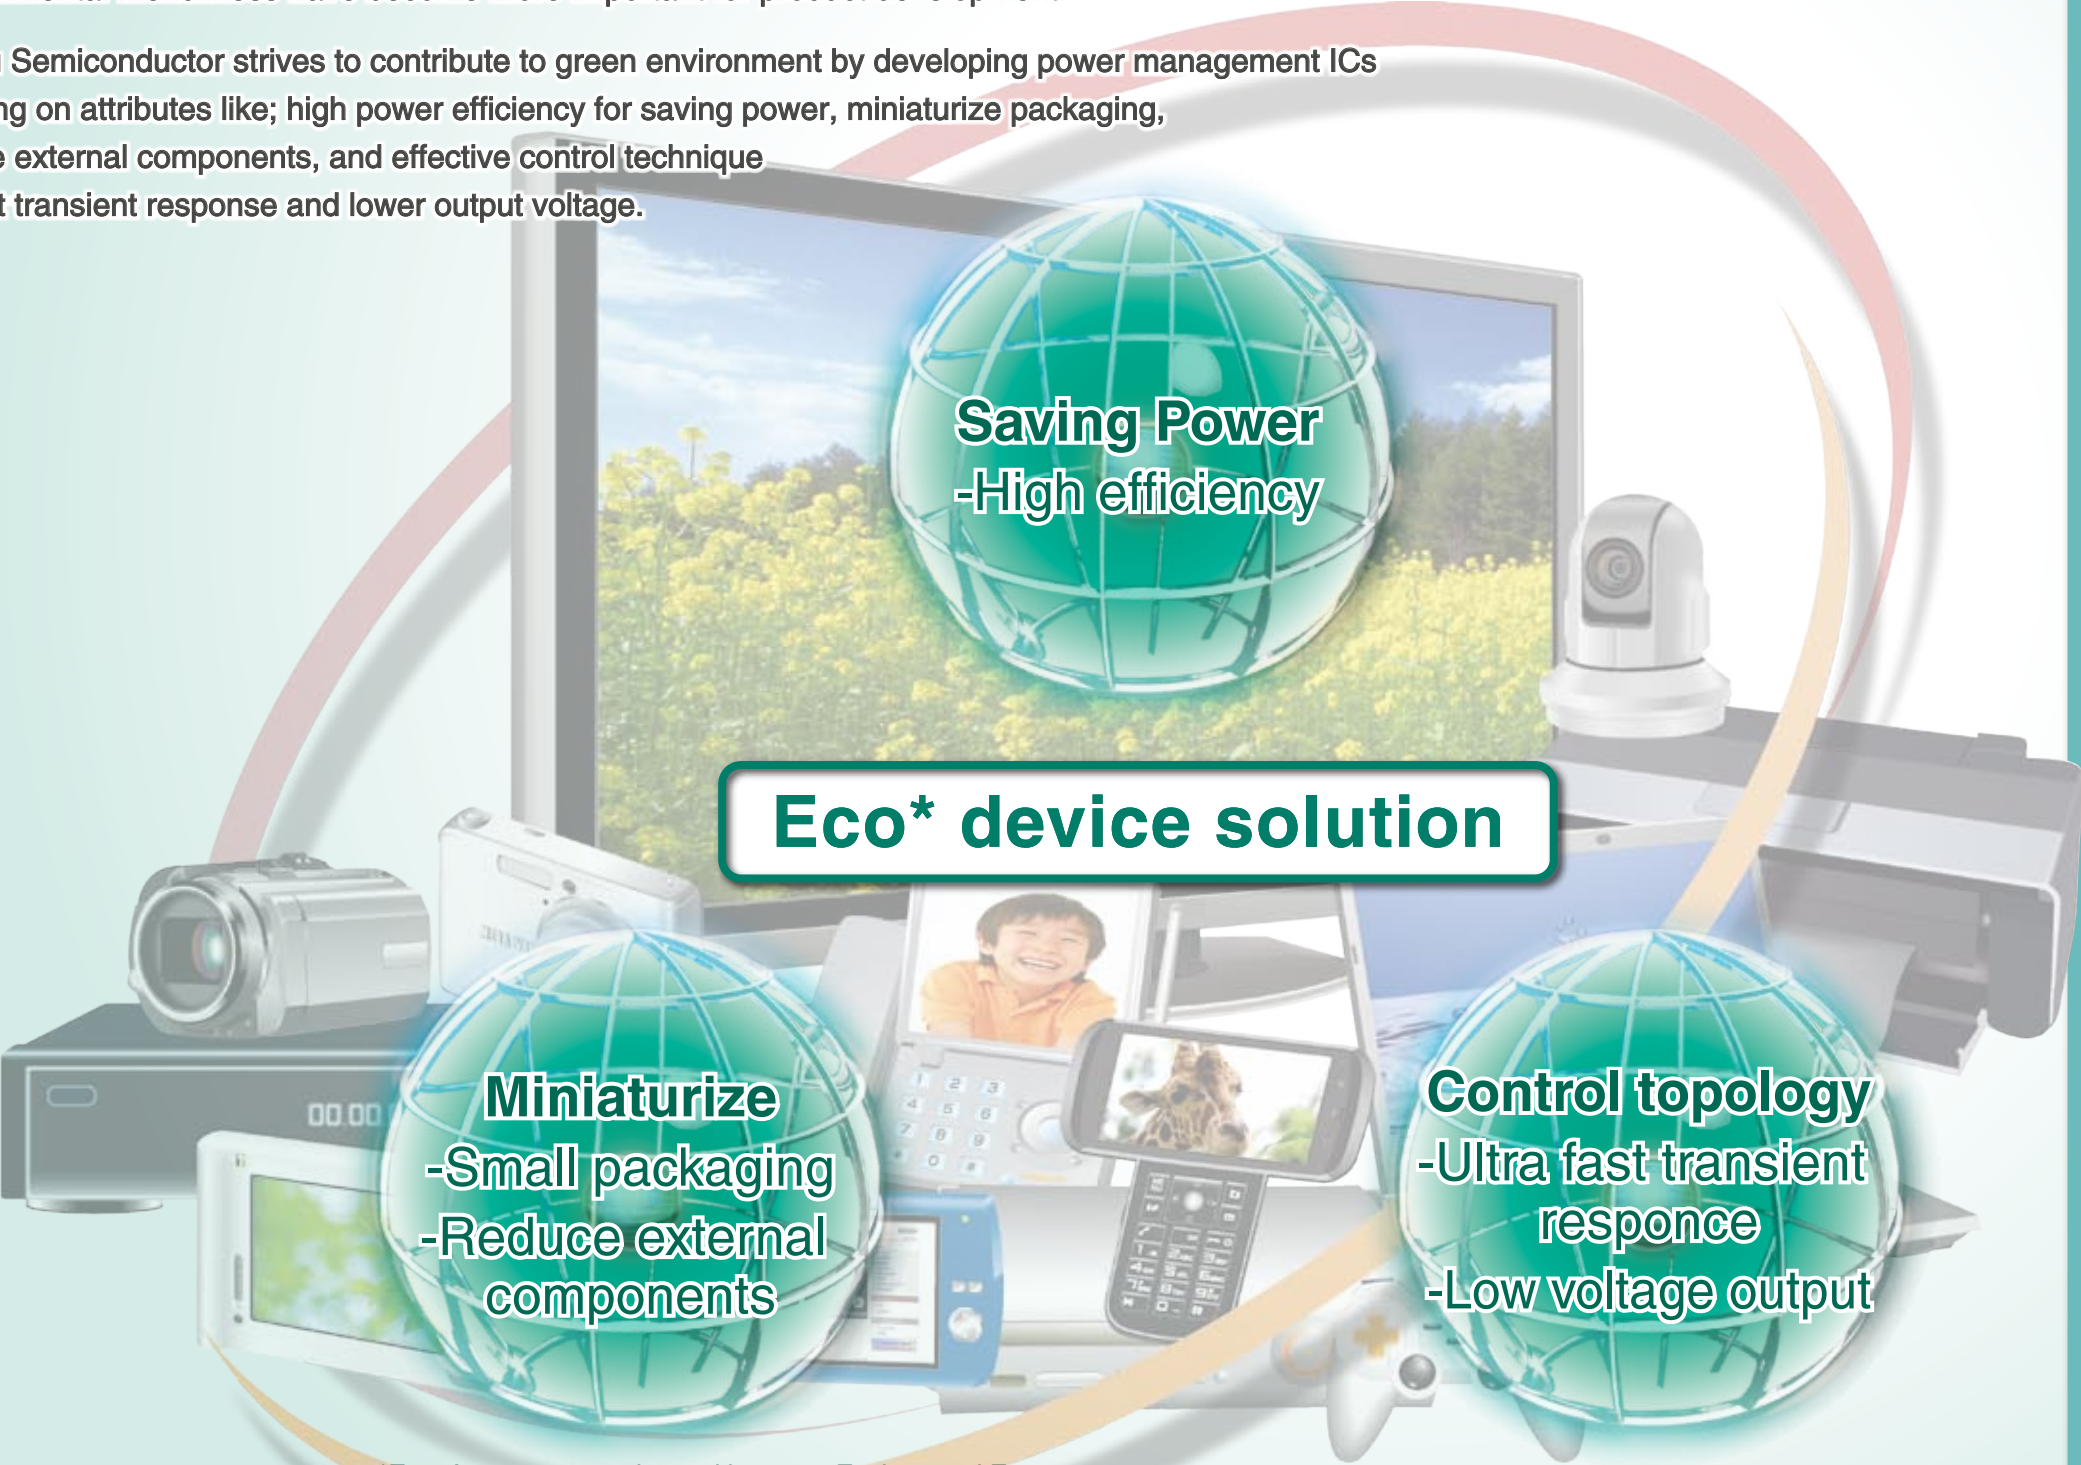 Semiconductor strives to contribute to green environment by developing power management ICs
on attributes like; high power efficiency for saving power, miniaturize packaging,
external components, and effective control technique
transient response and lower output voltage.
Saving Power
-High efficiency
Eco* device solution
00:00
Miniaturize
-Small packaging
-Reduce external
components
Control topology
-Ultra fast transient
responce
-Low voltage output